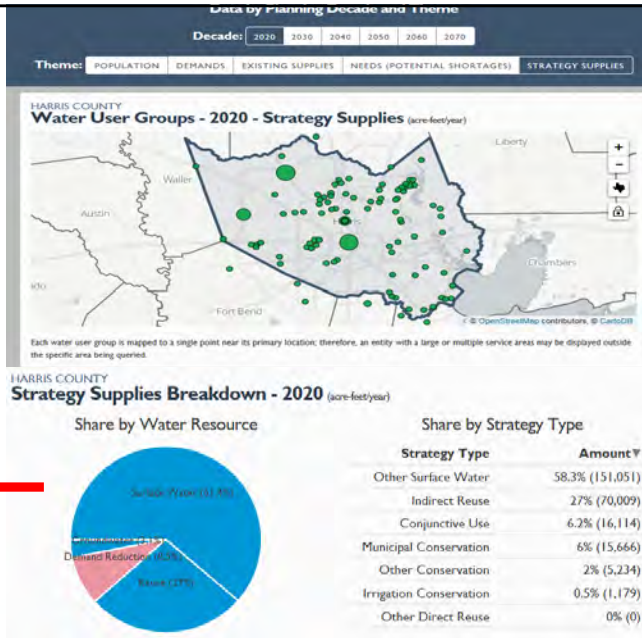 Data by Planning Decade and Theme
Decade: 2020 2030 2040 2050 2060 2070
Theme: POPULATION DEMANDS EXISTING SUPPLIES NEEDS (POTENTIAL SHORTAGES) STRATEGY SUPPLIES
HARRIS COUNTY
Water User Groups - 2020 - Strategy Supplies (acre-feet/year)
Liberty
+
−
Waller
Austin
Harris
Chambers
Fort Bend
© OpenStreetMap contributors, © CartoDB
Each water user group is mapped to a single point near its primary location; therefore, an entity with a large or multiple service areas may be displayed outside
the specific area being queried.
HARRIS COUNTY
Strategy Supplies Breakdown - 2020 (acre-feet/year)
Share by Water Resource
Share by Strategy Type
Strategy Type Amount▼
Other Surface Water 58.3% (151,051)
Indirect Reuse 27% (70,009)
Conjunctive Use 6.2% (16,114)
Municipal Conservation 6% (15,666)
Other Conservation 2% (5,234)
Irrigation Conservation 0.5% (1,179)
Other Direct Reuse 0% (0)
Surface Water
Demand Reduction
Reuse (27%)